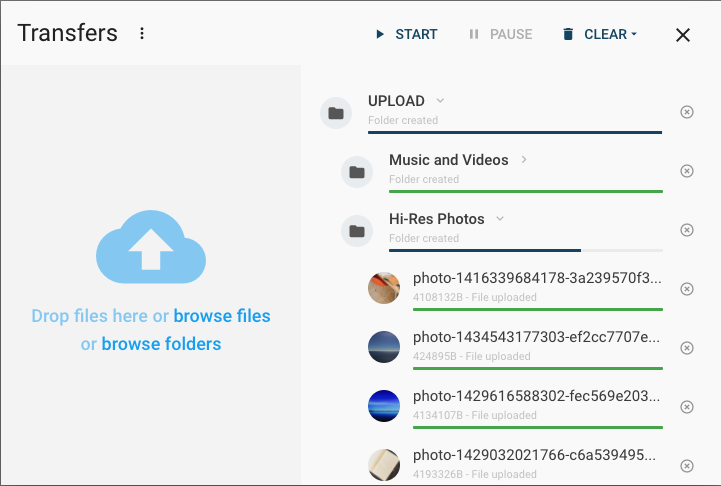 Transfers
START
PAUSE
CLEAR
UPLOAD
Folder created
Music and Videos
Folder created
Hi-Res Photos
Folder created
photo-1416339684178-3a239570f3...
4108132B - File uploaded
photo-1434543177303-ef2cc7707e...
424895B - File uploaded
photo-1429616588302-fec569e203...
4134107B - File uploaded
photo-1429032021766-c6a539495...
4193326B - File uploaded
Drop files here or browse files
or browse folders